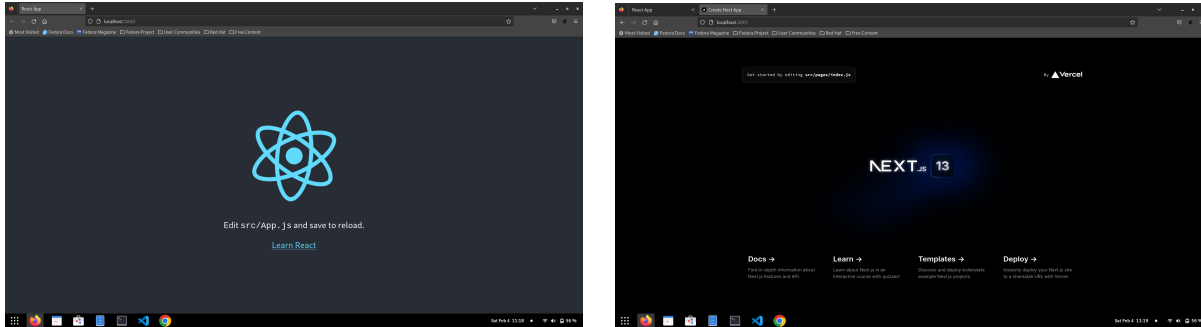 React App
localhost:3000
Most Visited Fedora Docs Fedora Magazine Fedora Project User Communities Red Hat Free Content
Edit src/App.js and save to reload.
Learn React
Sat Feb 4 11:18
56 %
React App Create Next App
localhost:3001
Most Visited Fedora Docs Fedora Magazine Fedora Project User Communities Red Hat Free Content
Get started by editing src/pages/index.js
By Vercel
NEXT.JS 13
Docs ->
Find in-depth information about
Next.js features and API.
Learn ->
Learn about Next.js in an
interactive course with quizzes!
Templates ->
Discover and deploy boilerplate
example Next.js projects.
Deploy ->
Instantly deploy your Next.js site
to a shareable URL with Vercel.
Sat Feb 4 11:19
56 %